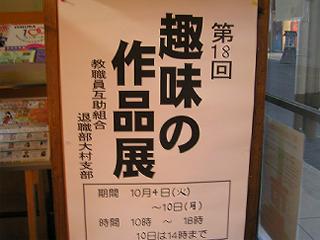 第18回
趣味の
作品展
教職員互助組合
退職部大村支部
期間 10月4日(火)
～10日(月)
時間 10時 ～ 18時
10日は14時まで